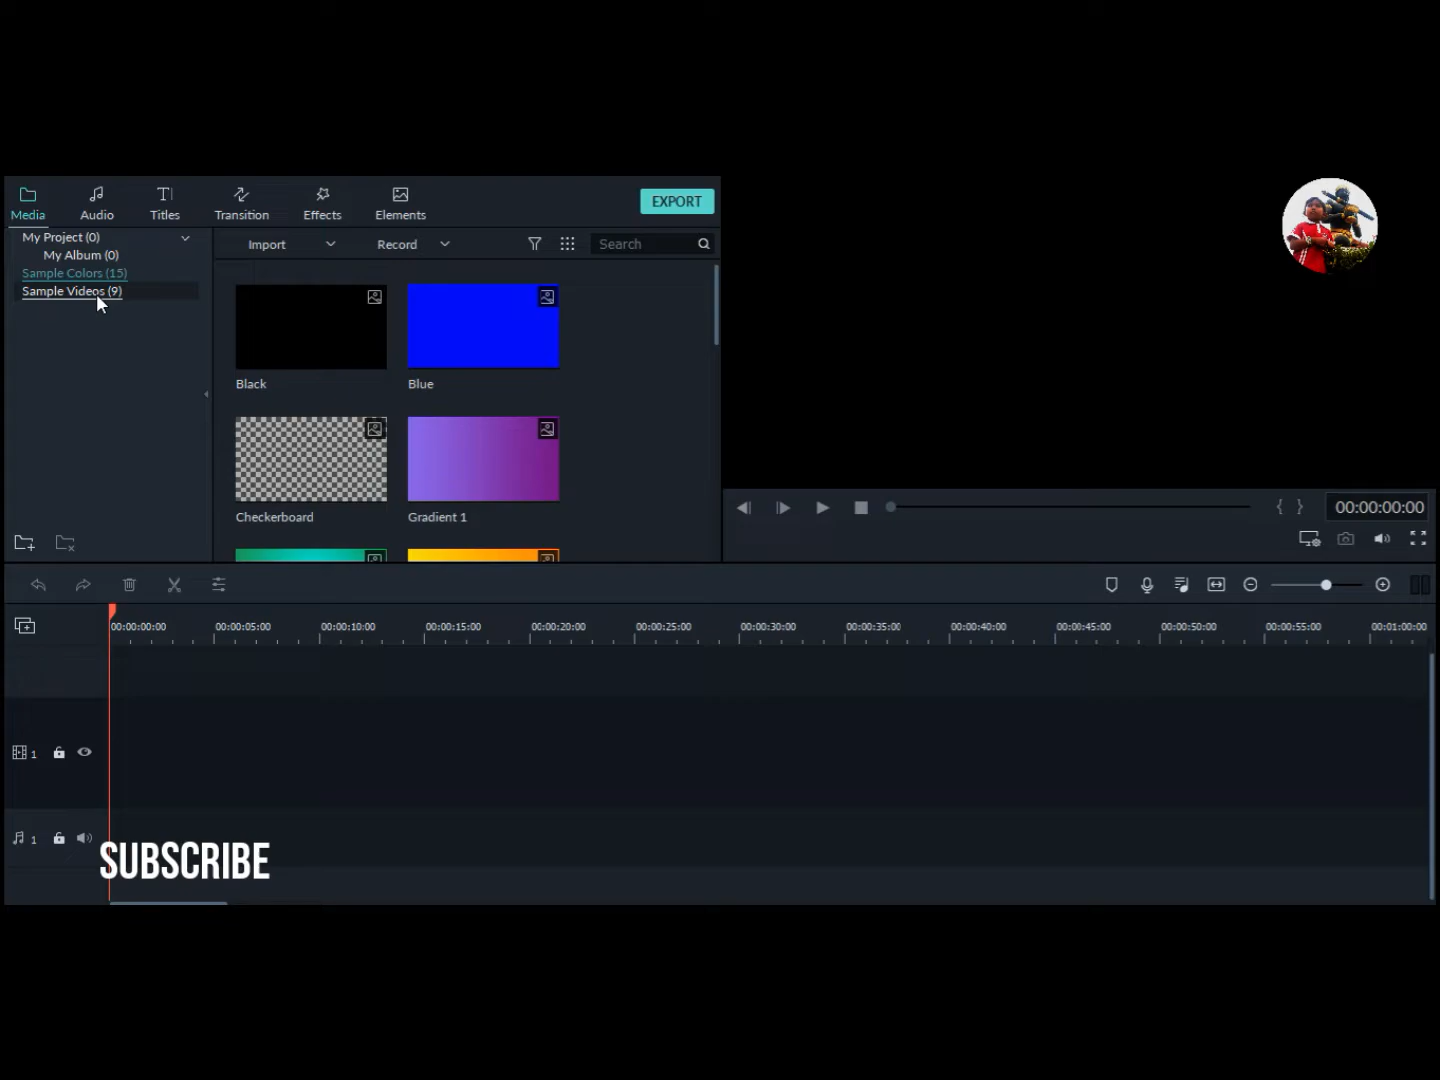 Media
Audio
Titles
Transition
Effects
Elements
EXPORT
My Project (0)
My Album (0)
Sample Colors (15)
Sample Videos (9)
Import
Record
Search
Black
Blue
Checkerboard
Gradient 1
00:00:00:00
00:00:00:00 00:00:05:00 00:00:10:00 00:00:15:00 00:00:20:00 00:00:25:00 00:00:30:00 00:00:35:00 00:00:40:00 00:00:45:00 00:00:50:00 00:00:55:00 00:01:00:00
1
1
SUBSCRIBE